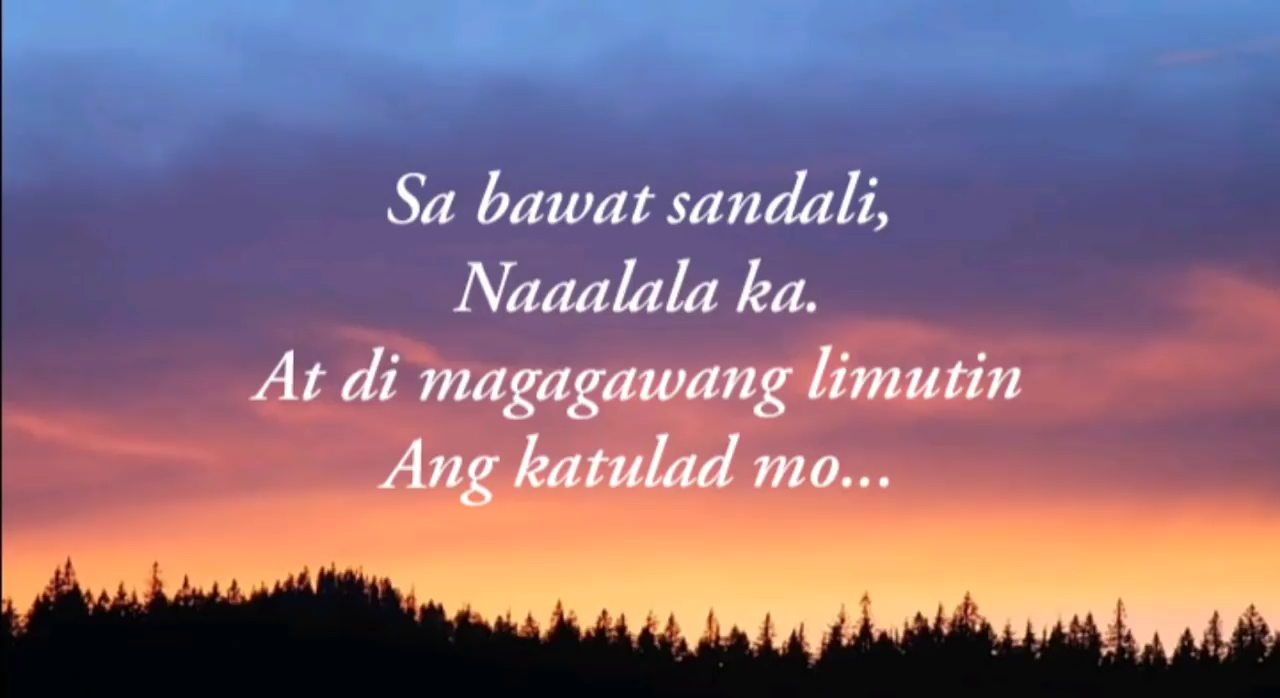 Sa bawat sandali,
Naaalala ka.
At di magagawang limutin
Ang katulad mo...